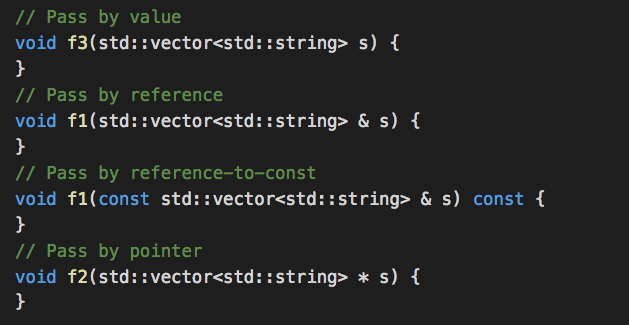 // Pass by value
void f3(std::vector<std::string> s) {
}
// Pass by reference
void f1(std::vector<std::string> & s) {
}
// Pass by reference-to-const
void f1(const std::vector<std::string> & s) const {
}
// Pass by pointer
void f2(std::vector<std::string> * s) {
}